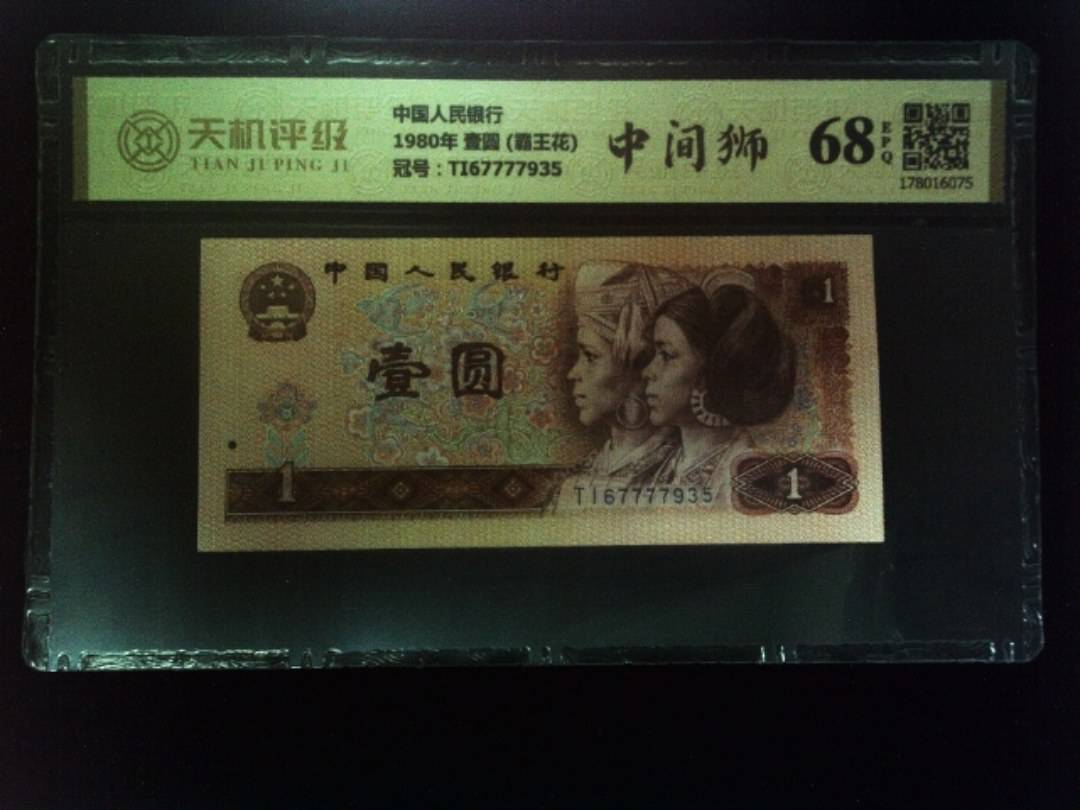 天机评级
TIAN JI PING JI
中国人民银行
1980年 壹圆 (霸王花)
冠号：TI67777935
中间狮
68 EPQ
178016075
中国人民银行
1
壹圆
1
TI67777935
1